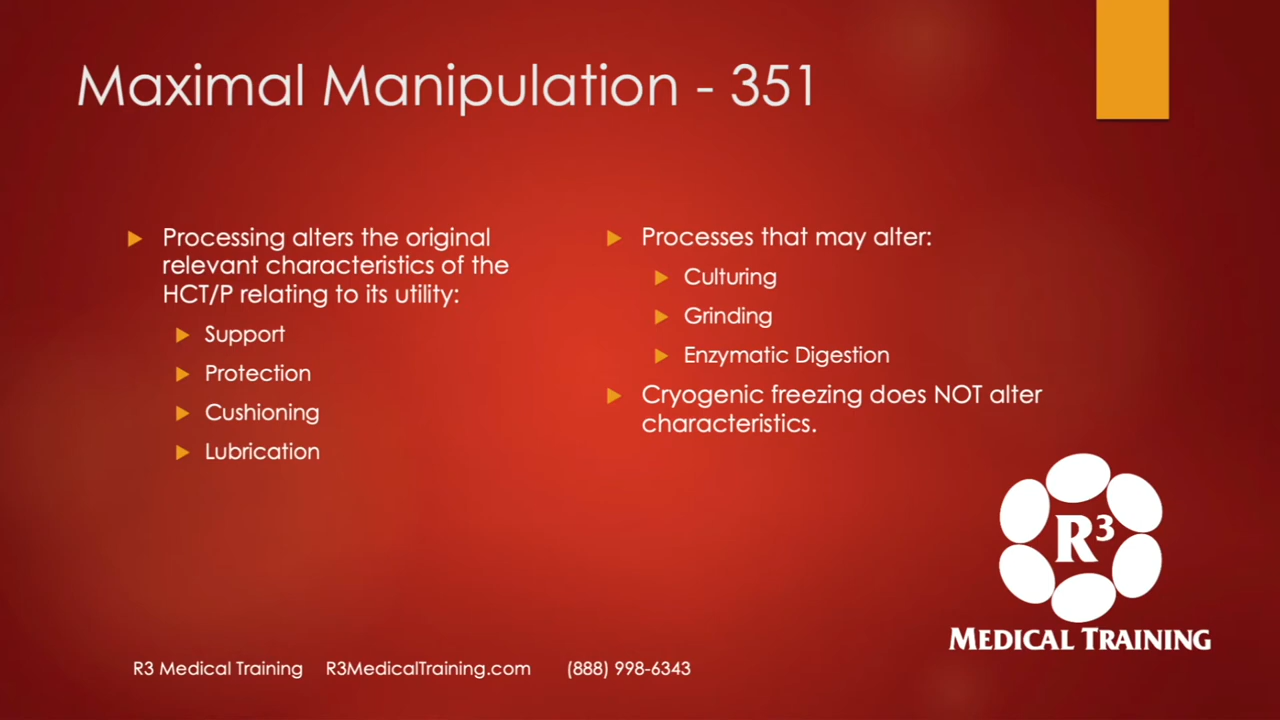 Maximal Manipulation - 351
Processing alters the original
relevant characteristics of the
HCT/P relating to its utility:
Support
Protection
Cushioning
Lubrication
Processes that may alter:
Culturing
Grinding
Enzymatic Digestion
Cryogenic freezing does NOT alter
characteristics.
R³
MEDICAL TRAINING
R3 Medical Training R3MedicalTraining.com (888) 998-6343